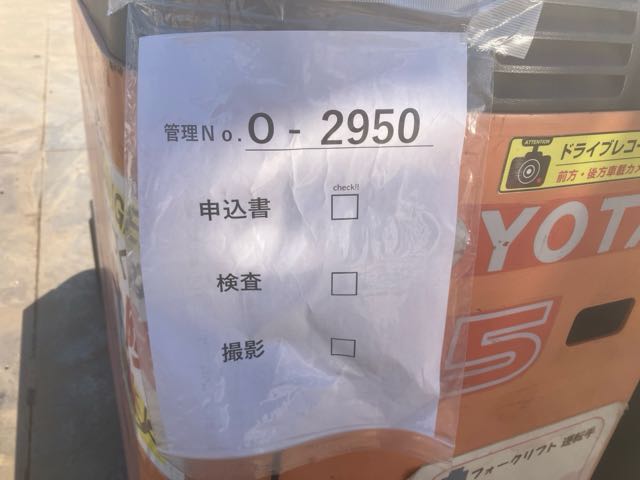 管理No.O - 2950
check!!
申込書
検査
撮影
ATTENTION
ドライブレコー
前方・後方車載カメ
YOTA
5
フォークリフト 運転手